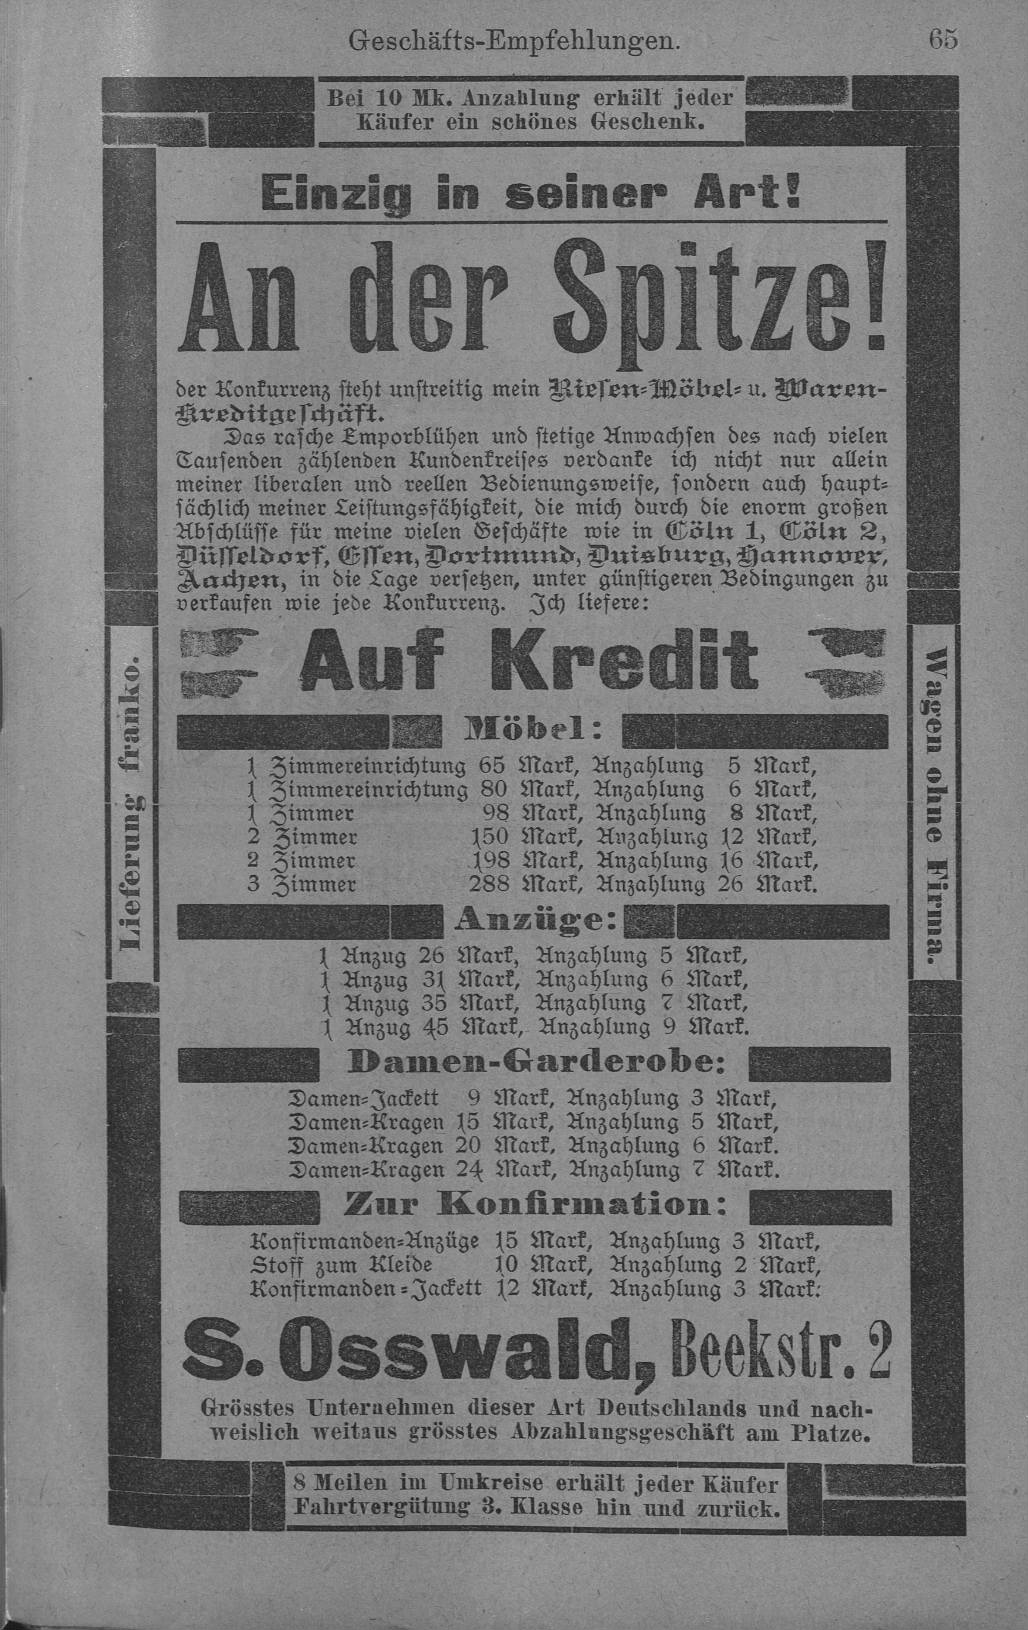 Geschäfts-Empfehlungen. 65
Bei 10 Mk. Anzahlung erhält jeder
Käufer ein schönes Geschenk.
Einzig in seiner Art!
An der Spitze!
der Konkurrenz steht unstreitig mein Riesen-Möbel- u. Waren-
Kreditgeschäft.
Das rasche Emporblühen und stetige Anwachsen des nach vielen
Tausenden zählenden Kundenkreises verdanke ich nicht nur allein
meiner liberalen und reellen Bedienungsweise, sondern auch haupt-
sächlich meiner Leistungsfähigkeit, die mich durch die enorm großen
Abschlüsse für meine vielen Geschäfte wie in Cöln 1, Cöln 2,
Düsseldorf, Essen, Dortmund, Duisburg, Hannover,
Aachen, in die Lage versetzen, unter günstigeren Bedingungen zu
verkaufen wie jede Konkurrenz. Ich liefere:
Auf Kredit
Lieferung franko.
Wagen ohne Firma.
Möbel:
1 Zimmereinrichtung 65 Mark, Anzahlung 5 Mark,
1 Zimmereinrichtung 80 Mark, Anzahlung 6 Mark,
1 Zimmer 98 Mark, Anzahlung 8 Mark,
2 Zimmer 150 Mark, Anzahlung 12 Mark,
2 Zimmer 198 Mark, Anzahlung 16 Mark,
3 Zimmer 288 Mark, Anzahlung 26 Mark.
Anzüge:
1 Anzug 26 Mark, Anzahlung 5 Mark,
1 Anzug 31 Mark, Anzahlung 6 Mark,
1 Anzug 35 Mark, Anzahlung 7 Mark,
1 Anzug 45 Mark, Anzahlung 9 Mark.
Damen-Garderobe:
Damen-Jackett 9 Mark, Anzahlung 3 Mark,
Damen-Kragen 15 Mark, Anzahlung 5 Mark,
Damen-Kragen 20 Mark, Anzahlung 6 Mark.
Damen-Kragen 24 Mark, Anzahlung 7 Mark.
Zur Konfirmation:
Konfirmanden-Anzüge 15 Mark, Anzahlung 3 Mark,
Stoff zum Kleide 10 Mark, Anzahlung 2 Mark,
Konfirmanden-Jackett 12 Mark, Anzahlung 3 Mark.
S. Osswald, Beekstr. 2
Grösstes Unternehmen dieser Art Deutschlands und nach-
weislich weitaus grösstes Abzahlungsgeschäft am Platze.
8 Meilen im Umkreise erhält jeder Käufer
Fahrtvergütung 3. Klasse hin und zurück.